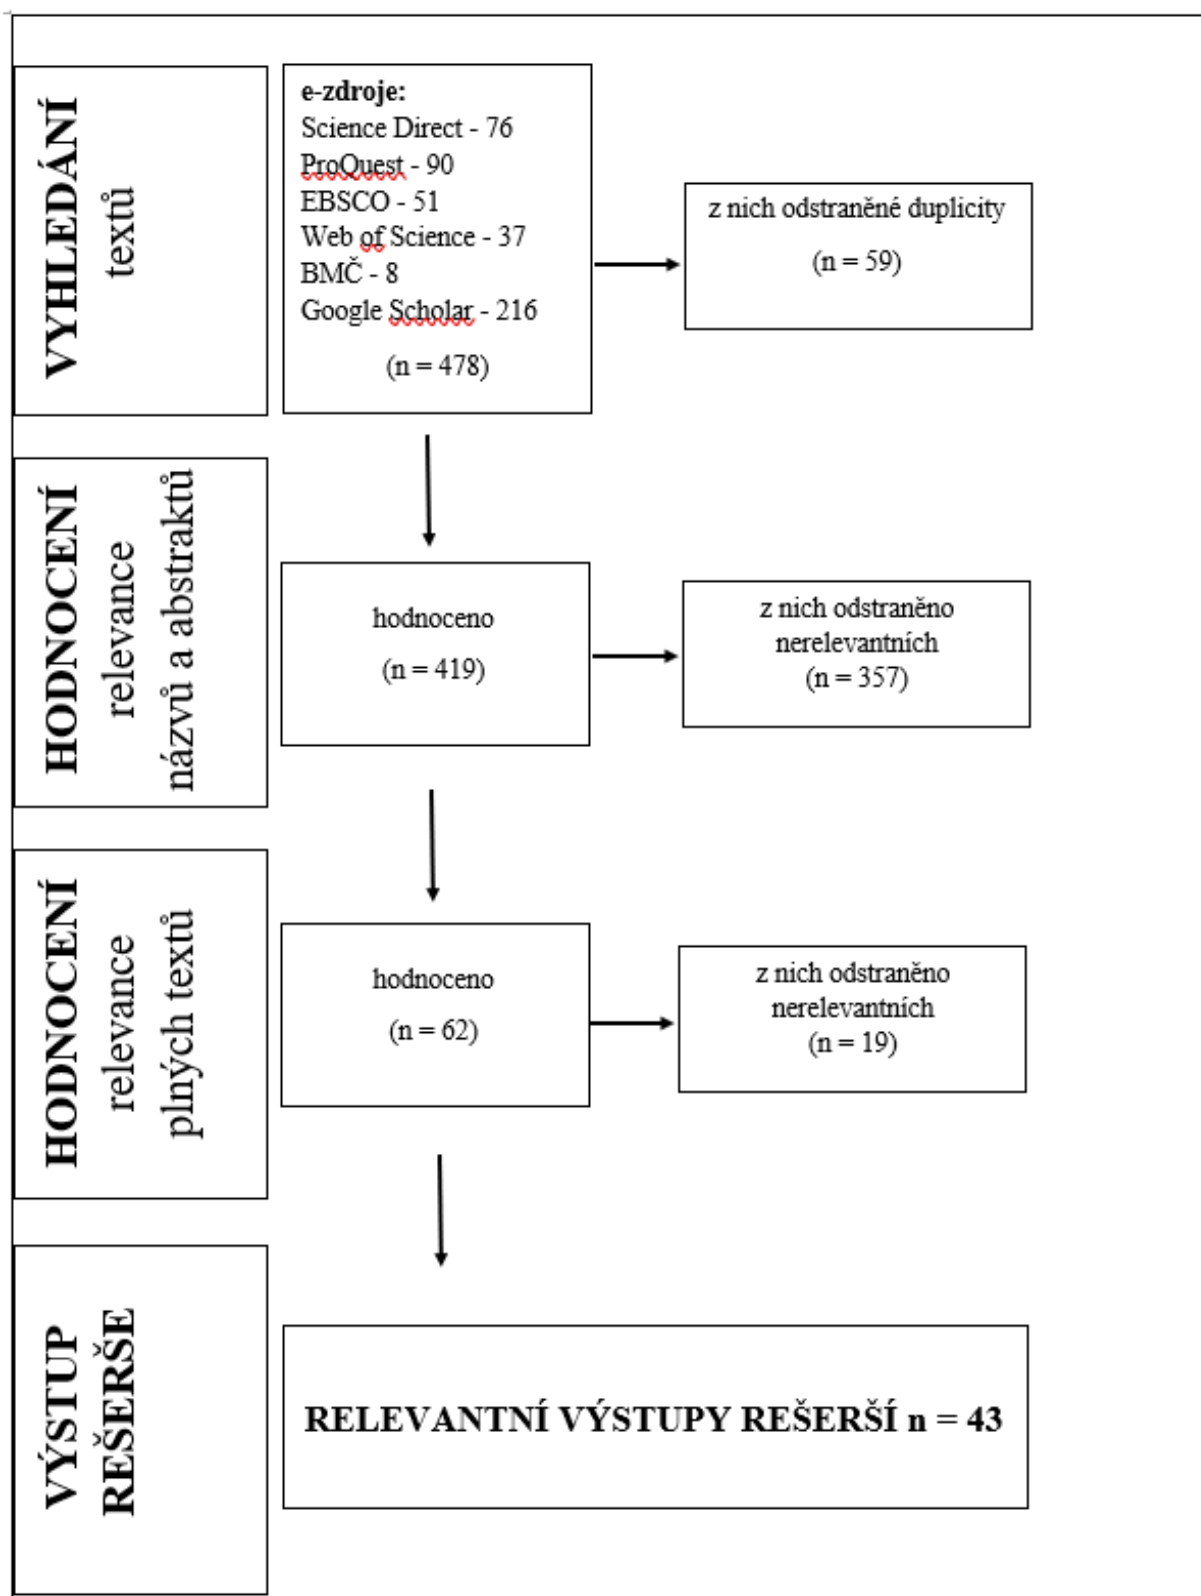 VYHLEDÁNÍ
textů
e-zdroje:
Science Direct - 76
ProQuest - 90
EBSCO - 51
Web of Science - 37
BMČ - 8
Google Scholar - 216
(n = 478)
z nich odstraněné duplicity
(n = 59)
HODNOCENÍ
relevance
názvů a abstraktů
hodnoceno
(n = 419)
z nich odstraněno
nerelevantních
(n = 357)
HODNOCENÍ
relevance
plných textů
hodnoceno
(n = 62)
z nich odstraněno
nerelevantních
(n = 19)
VÝSTUP
REŠERŠE
RELEVANTNÍ VÝSTUPY REŠERŠÍ n = 43